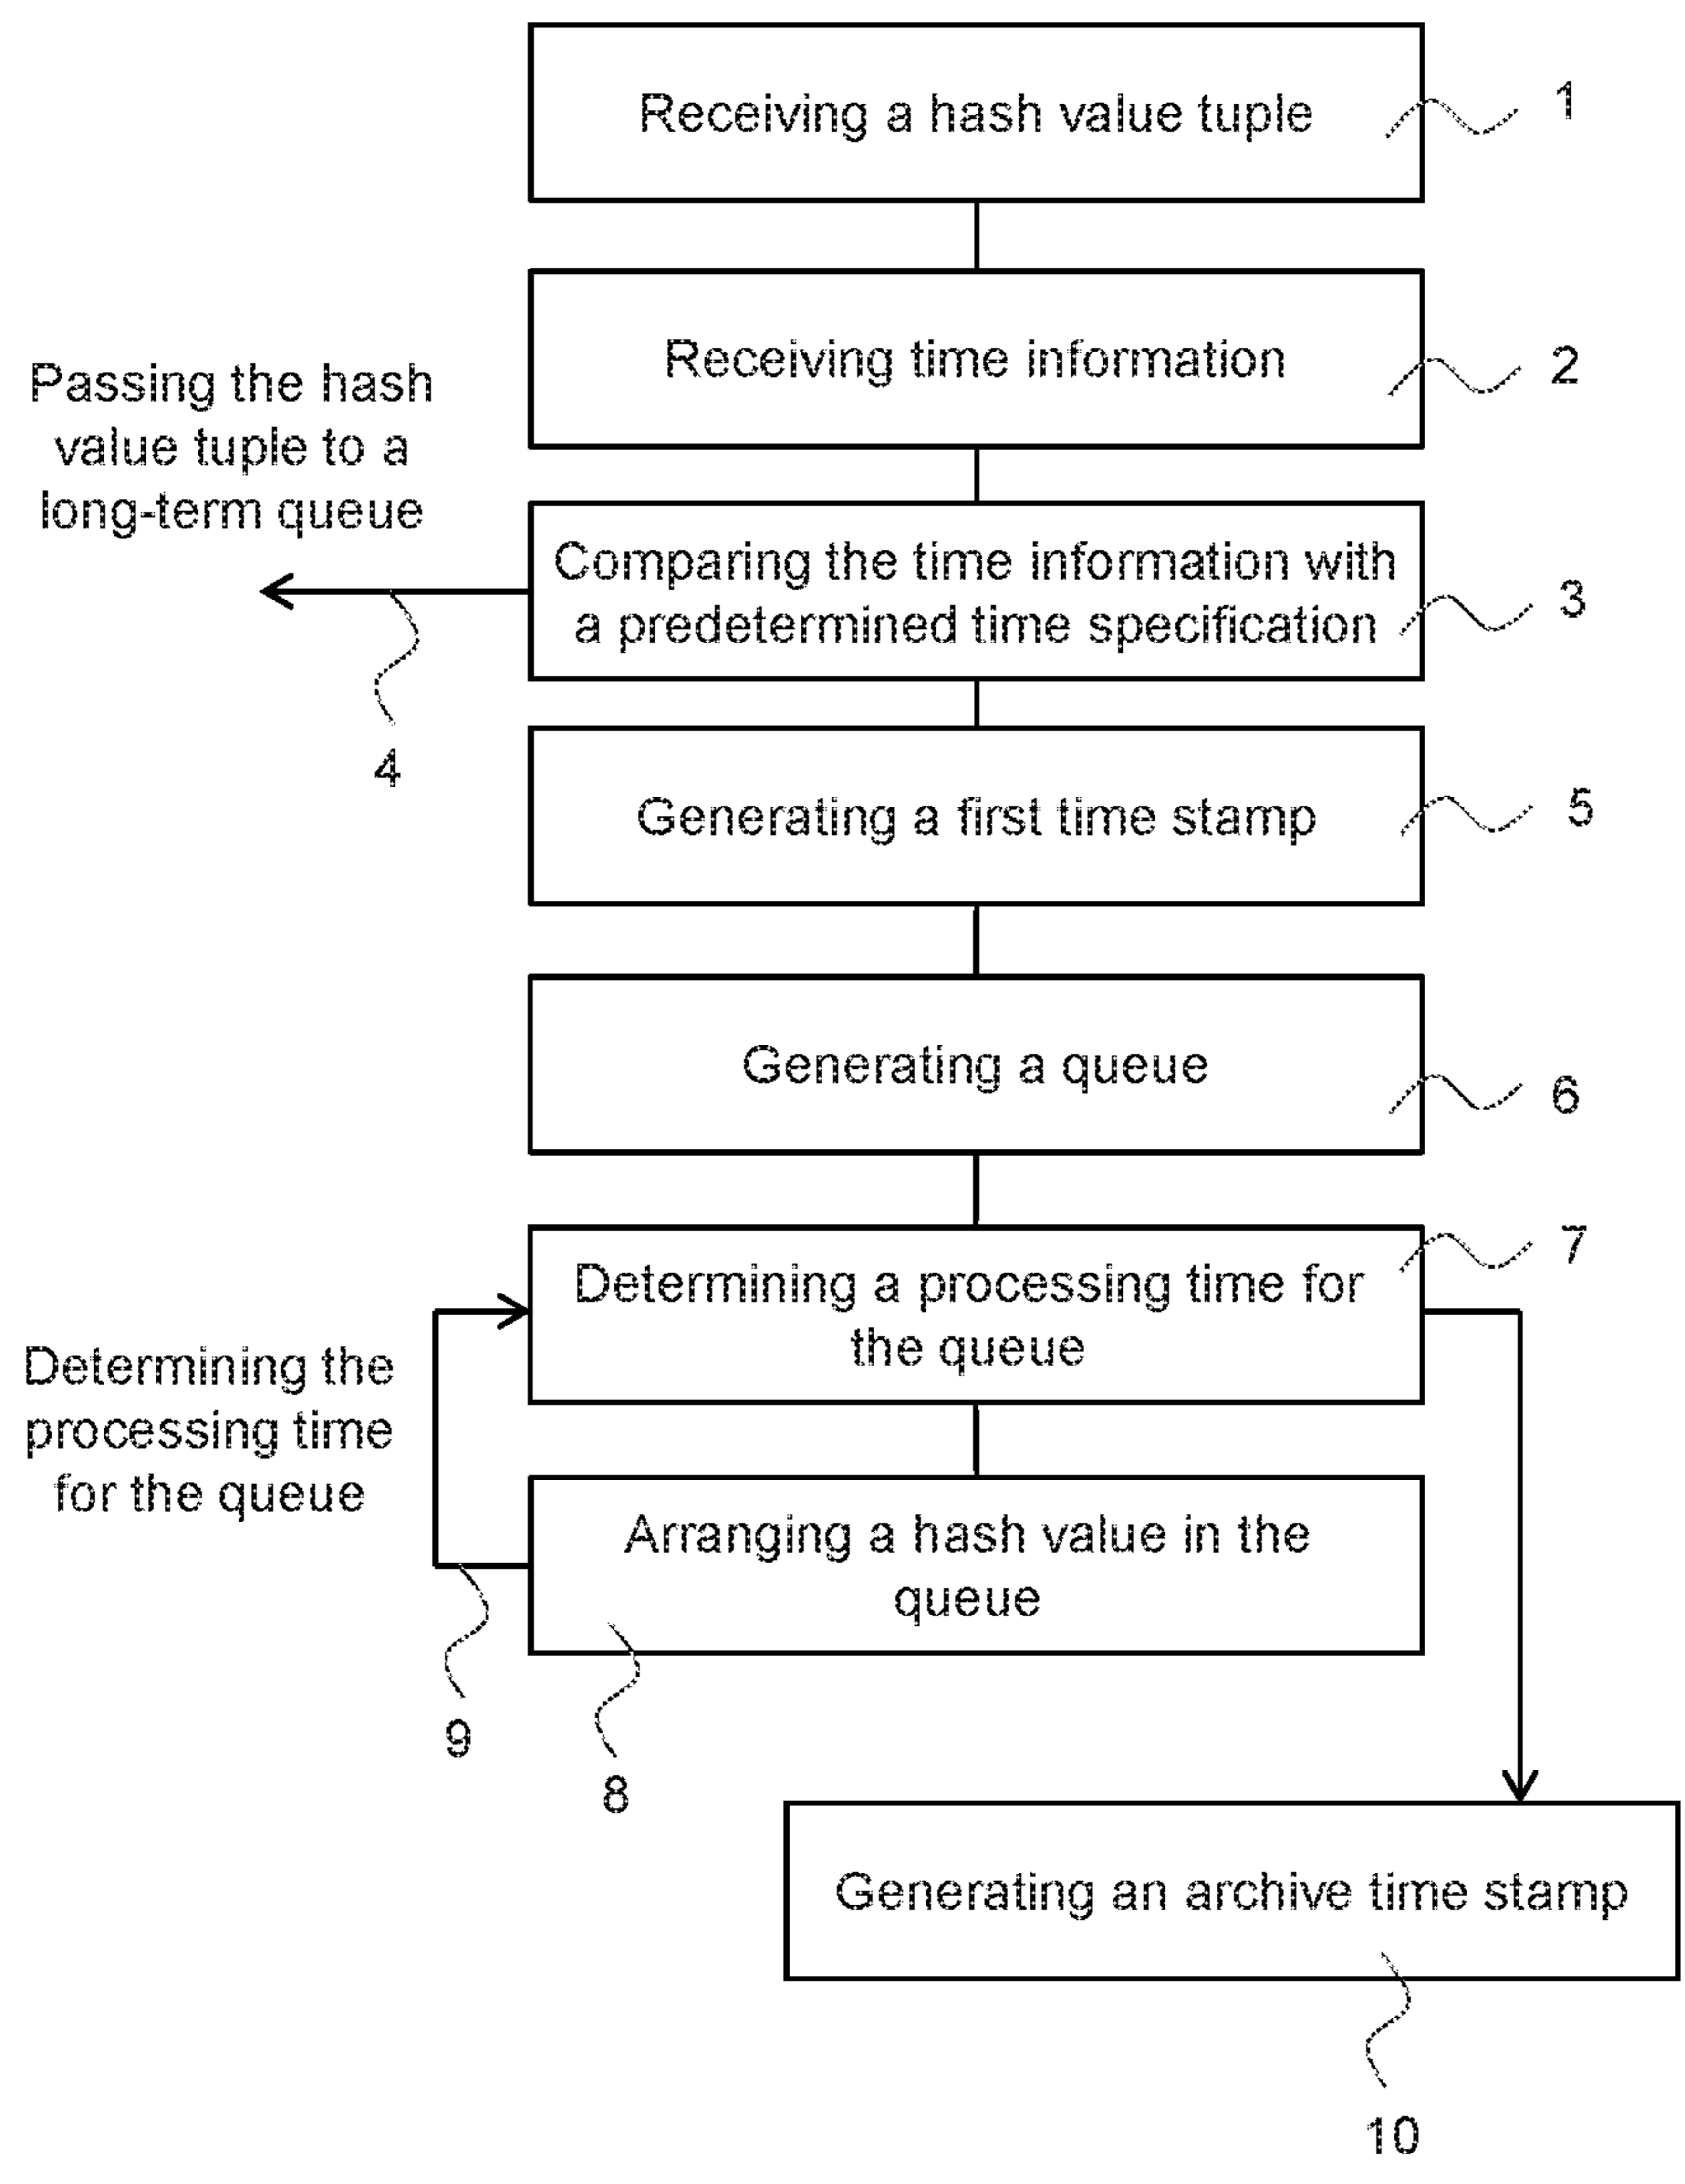 Receiving a hash value tuple
1
Receiving time information
2
Passing the hash
value tuple to a
long-term queue
Comparing the time information with
a predetermined time specification
3
4
Generating a first time stamp
5
Generating a queue
6
Determining a processing time for
the queue
7
Determining the
processing time
for the queue
Arranging a hash value in the
queue
9
8
Generating an archive time stamp
10